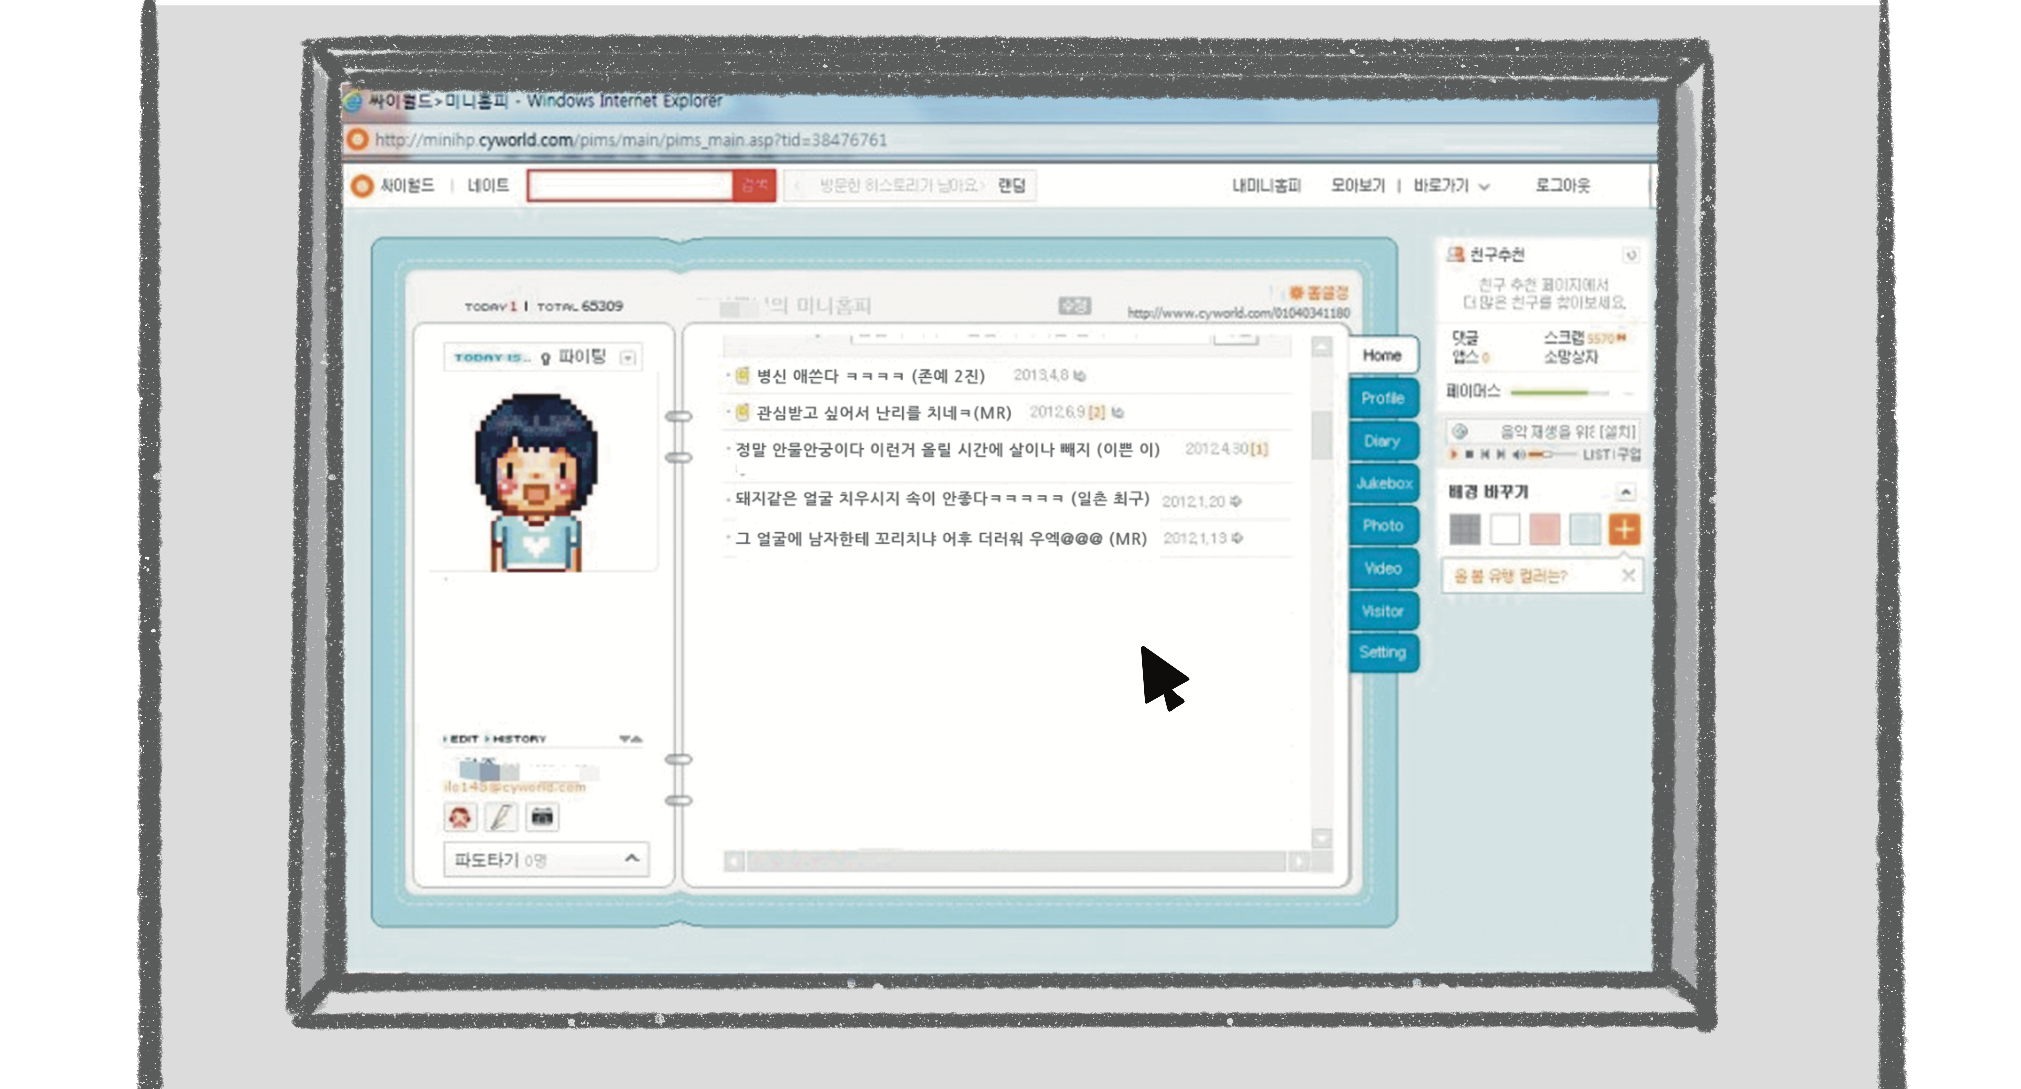 싸이월드>미니홈피 - Windows Internet Explorer
http://minihp.cyworld.com/pims/main/pims_main.asp?tid=38476761
싸이월드 | 네이트 검색 방문한 히스토리가 남아요. 랜덤 내미니홈피 모아보기 | 바로가기 로그아웃
TODAY 1 | TOTAL 65309
의 미니홈피 수정
홈설정
http://www.cyworld.com/01040341180
TODAY IS.. 파이팅
병신 애쓴다 ㅋㅋㅋㅋ (존예 2진) 2013.4.8
관심받고 싶어서 난리를 치네ㅋ(MR) 2012.6.9 [2]
정말 안물안궁이다 이런거 올릴 시간에 살이나 빼지 (이쁜 이) 2012.4.30 [1]
돼지같은 얼굴 치우시지 속이 안좋다ㅋㅋㅋㅋㅋ (일촌 최구) 2012.1.20
그 얼굴에 남자한테 꼬리치냐 어후 더러워 우엑@@@ (MR) 2012.1.13
EDIT HISTORY
@cyworld.com
파도타기 0명
Home
Profile
Diary
Jukebox
Photo
Video
Visitor
Setting
친구추천
친구 추천 페이지에서
더 많은 친구를 찾아보세요.
댓글 스크랩 5570
앱스 0 소망상자
페이머스
음악 재생을 위해 [설치]
LIST | 구입
배경 바꾸기
올 봄 유행 컬러는?